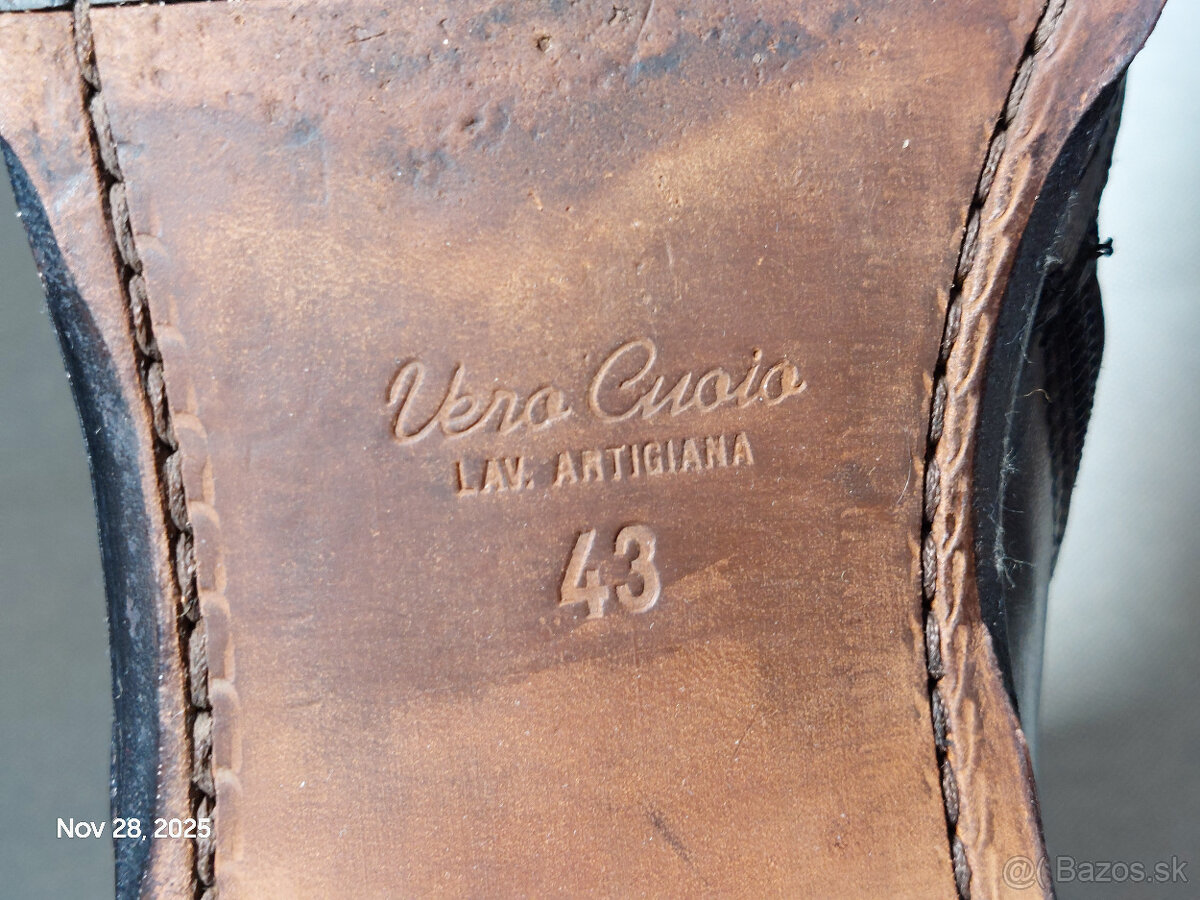 Vero Cuoio
LAV. ARTIGIANA
43
Nov 28, 2025
@( Bazos.sk